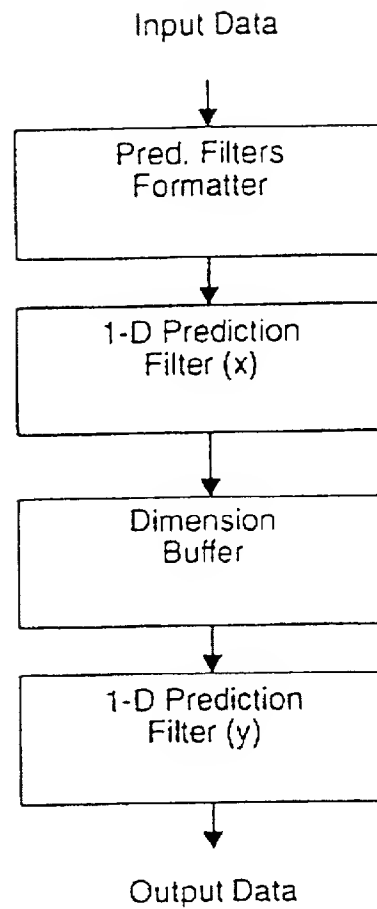 Input Data
Pred. Filters
Formatter
1-D Prediction
Filter (x)
Dimension
Buffer
1-D Prediction
Filter (y)
Output Data